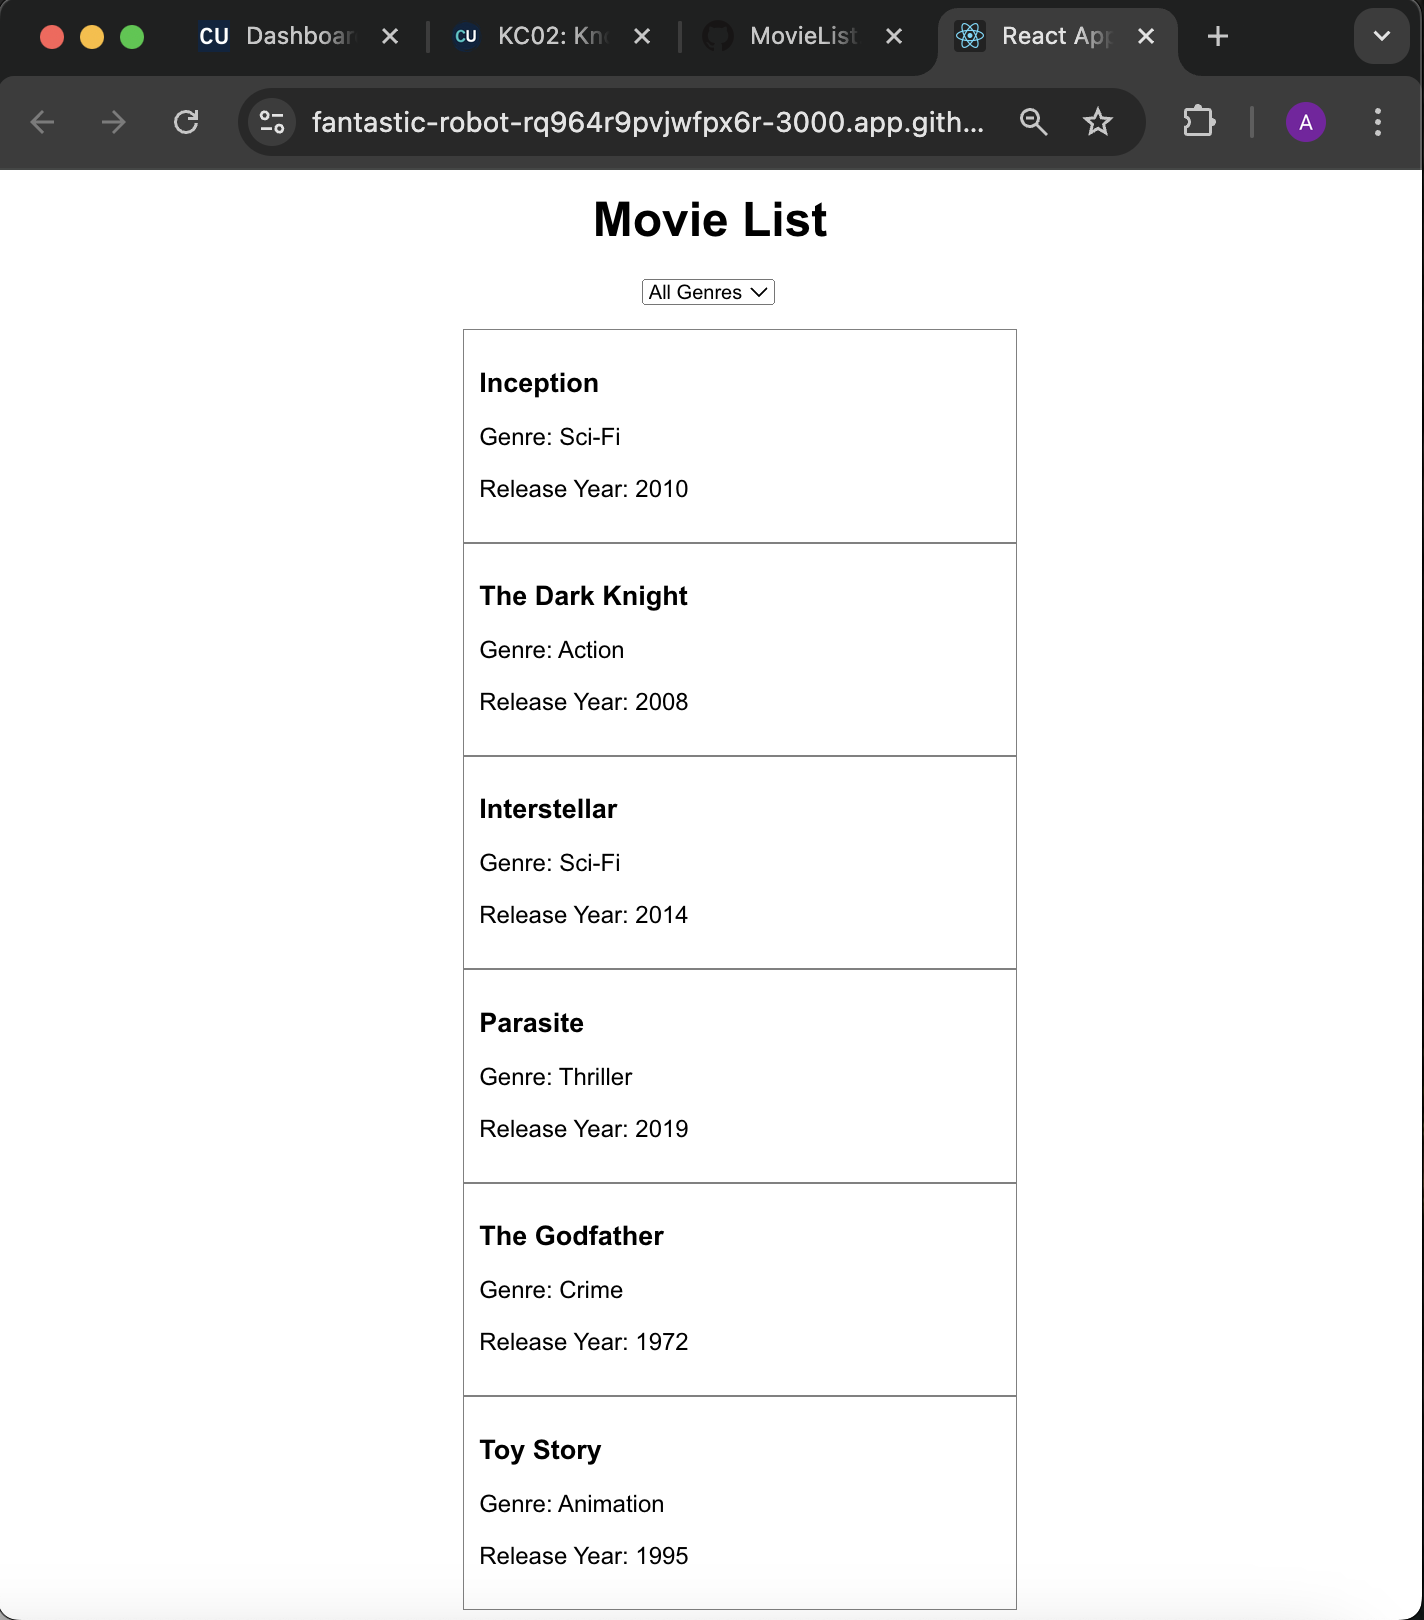 CU Dashboar
CU KC02: Kno
MovieList
React App
fantastic-robot-rq964r9pvjwfpx6r-3000.app.gith...
A
Movie List
All Genres
Inception
Genre: Sci-Fi
Release Year: 2010
The Dark Knight
Genre: Action
Release Year: 2008
Interstellar
Genre: Sci-Fi
Release Year: 2014
Parasite
Genre: Thriller
Release Year: 2019
The Godfather
Genre: Crime
Release Year: 1972
Toy Story
Genre: Animation
Release Year: 1995